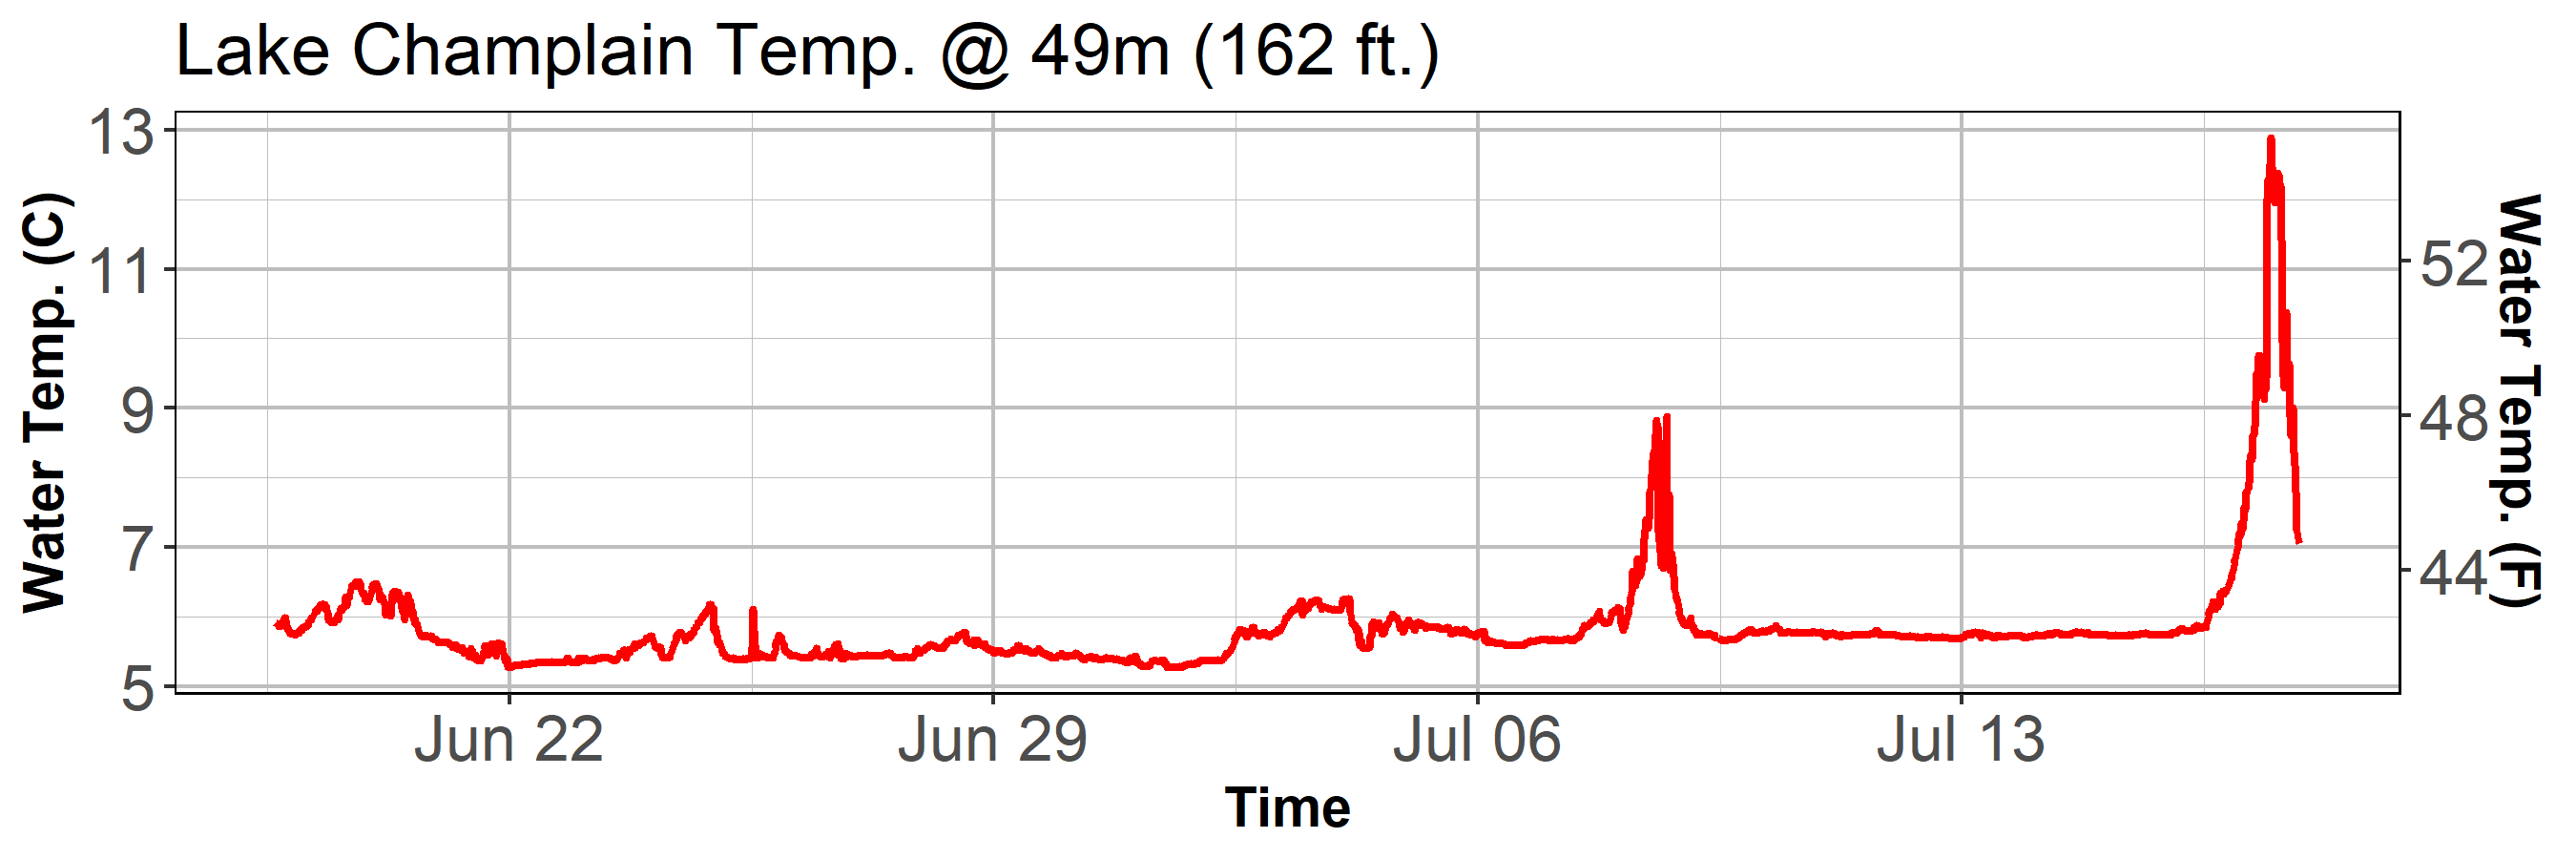 Lake Champlain Temp. @ 49m (162 ft.)
Water Temp. (C)
13
11
9
7
5
52
48
44
Water Temp. (F)
Jun 22
Jun 29
Jul 06
Jul 13
Time